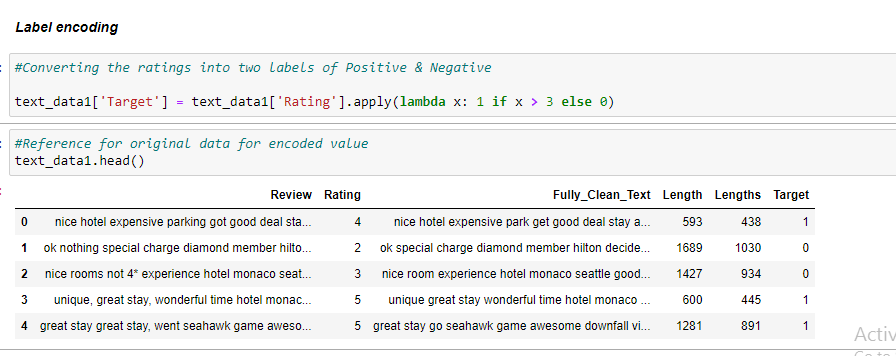 Label encoding
#Converting the ratings into two labels of Positive & Negative
text_data1['Target'] = text_data1['Rating'].apply(lambda x: 1 if x > 3 else 0)
#Reference for original data for encoded value
text_data1.head()
Review Rating Fully_Clean_Text Length Lengths Target
0 nice hotel expensive parking got good deal sta... 4 nice hotel expensive park get good deal stay a... 593 438 1
1 ok nothing special charge diamond member hilto... 2 ok special charge diamond member hilton decide... 1689 1030 0
2 nice rooms not 4* experience hotel monaco seat... 3 nice room experience hotel monaco seattle good... 1427 934 0
3 unique, great stay, wonderful time hotel monac... 5 unique great stay wonderful time hotel monaco ... 600 445 1
4 great stay great stay, went seahawk game aweso... 5 great stay go seahawk game awesome downfall vi... 1281 891 1
Activ